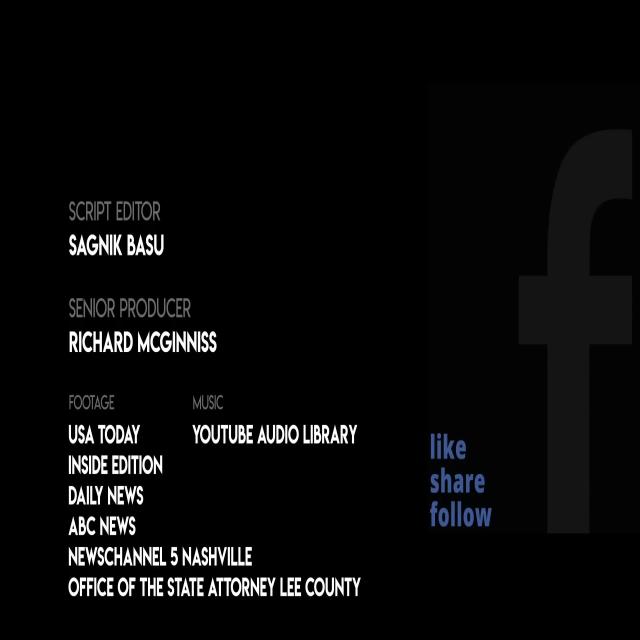 SCRIPT EDITOR
SAGNIK BASU
SENIOR PRODUCER
RICHARD MCGINNISS
FOOTAGE
USA TODAY
INSIDE EDITION
DAILY NEWS
ABC NEWS
NEWSCHANNEL 5 NASHVILLE
OFFICE OF THE STATE ATTORNEY LEE COUNTY
MUSIC
YOUTUBE AUDIO LIBRARY
f
like
share
follow